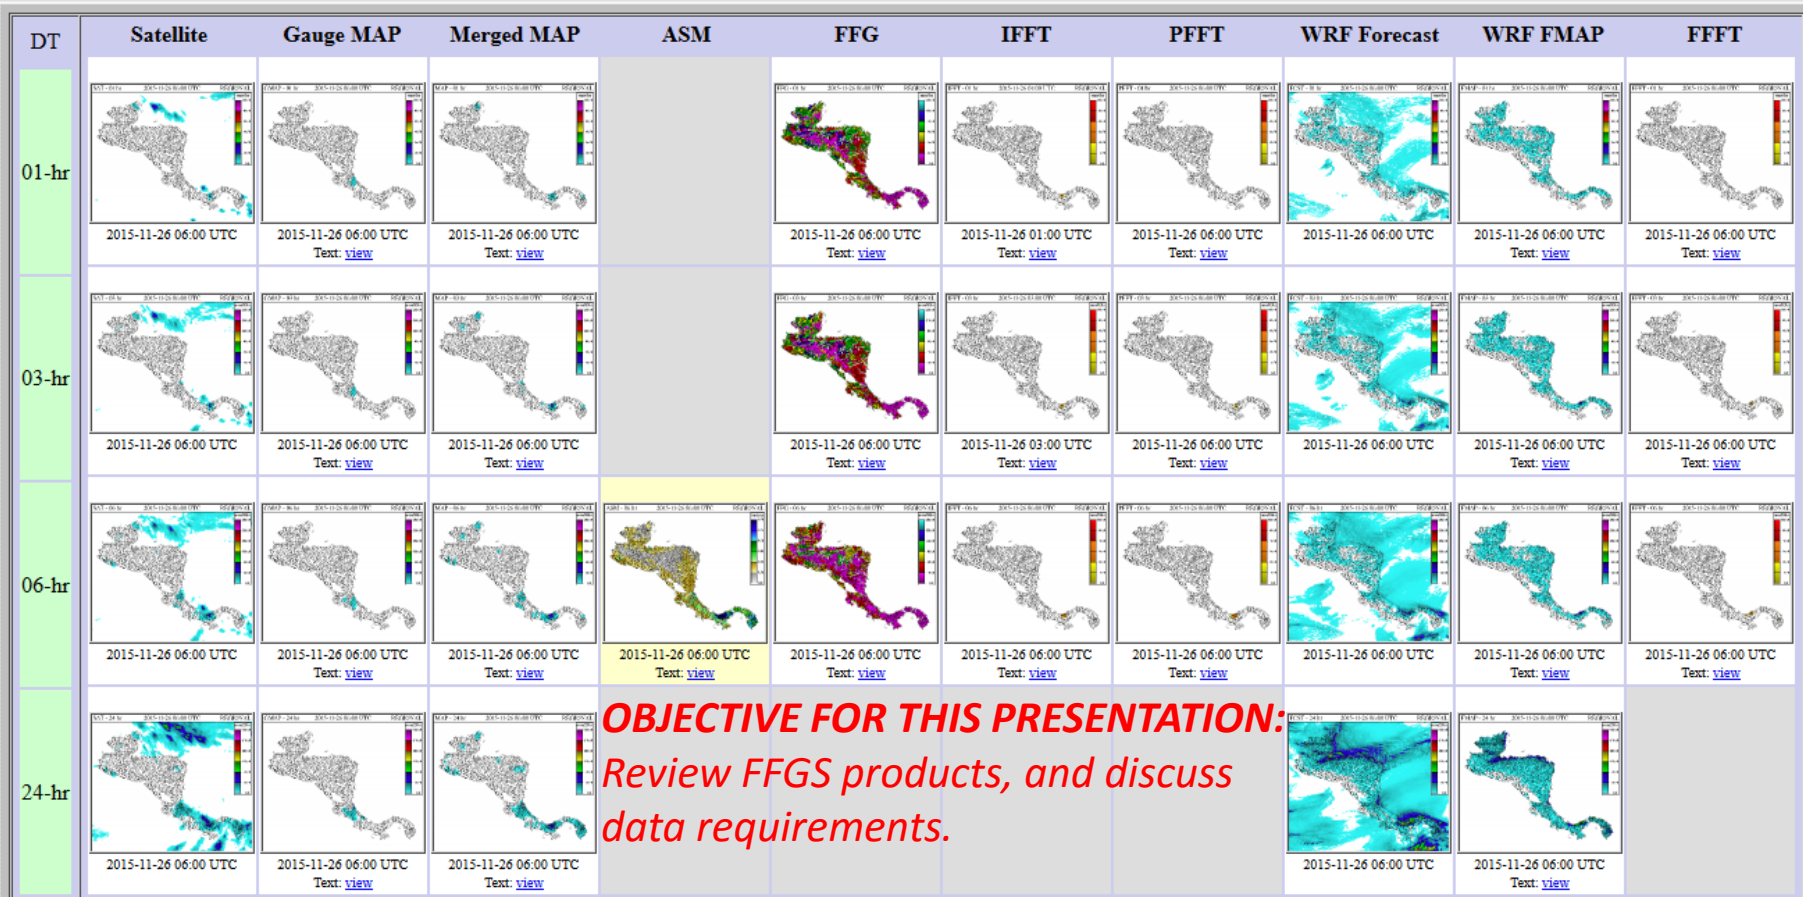 DT Satellite Gauge MAP Merged MAP ASM FFG IFFT PFFT WRF Forecast WRF FMAP FFFT
01-hr
2015-11-26 06:00 UTC 2015-11-26 06:00 UTC 2015-11-26 06:00 UTC 2015-11-26 06:00 UTC 2015-11-26 01:00 UTC 2015-11-26 06:00 UTC 2015-11-26 06:00 UTC 2015-11-26 06:00 UTC 2015-11-26 06:00 UTC
Text: view Text: view Text: view Text: view Text: view Text: view Text: view
03-hr
2015-11-26 06:00 UTC 2015-11-26 06:00 UTC 2015-11-26 06:00 UTC 2015-11-26 06:00 UTC 2015-11-26 03:00 UTC 2015-11-26 06:00 UTC 2015-11-26 06:00 UTC 2015-11-26 06:00 UTC 2015-11-26 06:00 UTC
Text: view Text: view Text: view Text: view Text: view Text: view Text: view
06-hr
2015-11-26 06:00 UTC 2015-11-26 06:00 UTC 2015-11-26 06:00 UTC 2015-11-26 06:00 UTC 2015-11-26 06:00 UTC 2015-11-26 06:00 UTC 2015-11-26 06:00 UTC 2015-11-26 06:00 UTC 2015-11-26 06:00 UTC 2015-11-26 06:00 UTC
Text: view Text: view Text: view Text: view Text: view Text: view Text: view Text: view
OBJECTIVE FOR THIS PRESENTATION:
Review FFGS products, and discuss
data requirements.
24-hr
2015-11-26 06:00 UTC 2015-11-26 06:00 UTC 2015-11-26 06:00 UTC 2015-11-26 06:00 UTC 2015-11-26 06:00 UTC
Text: view Text: view Text: view